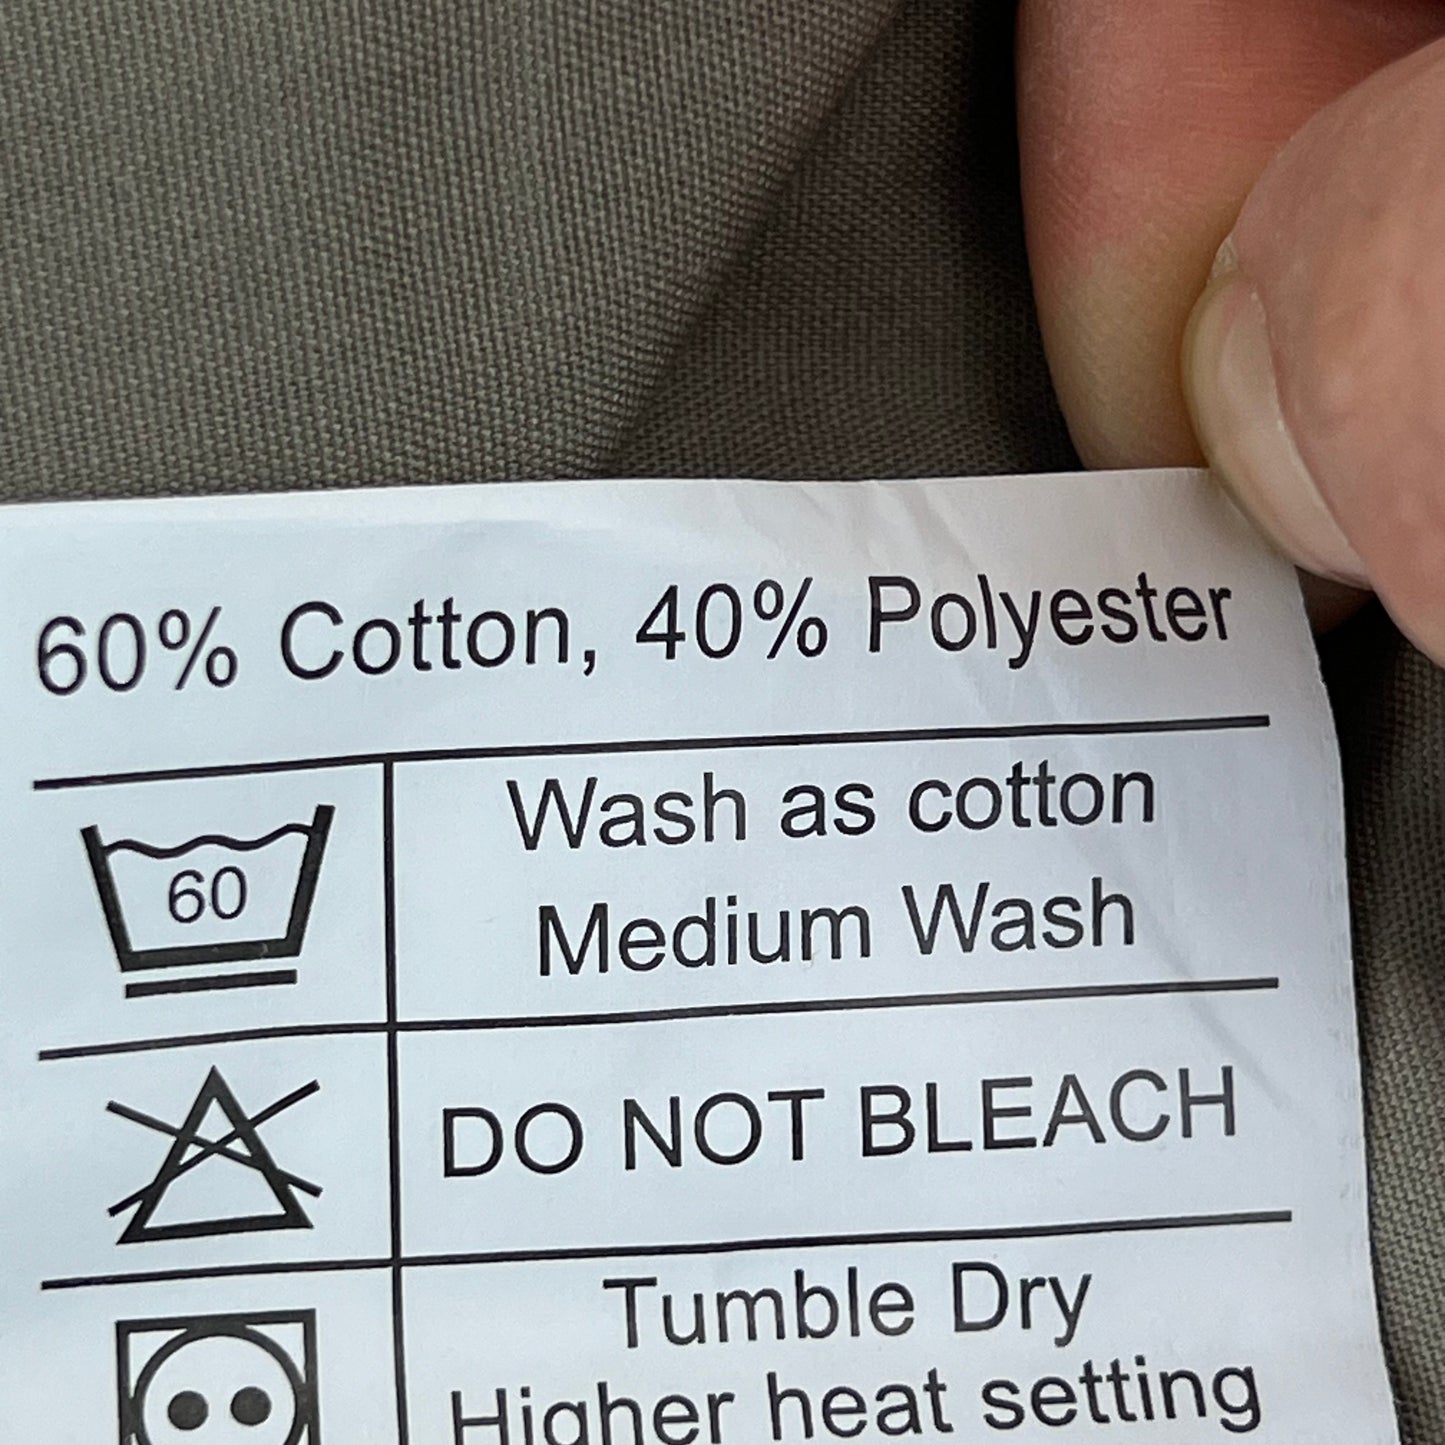 60% Cotton, 40% Polyester
60
Wash as cotton
Medium Wash
DO NOT BLEACH
Tumble Dry
Higher heat setting